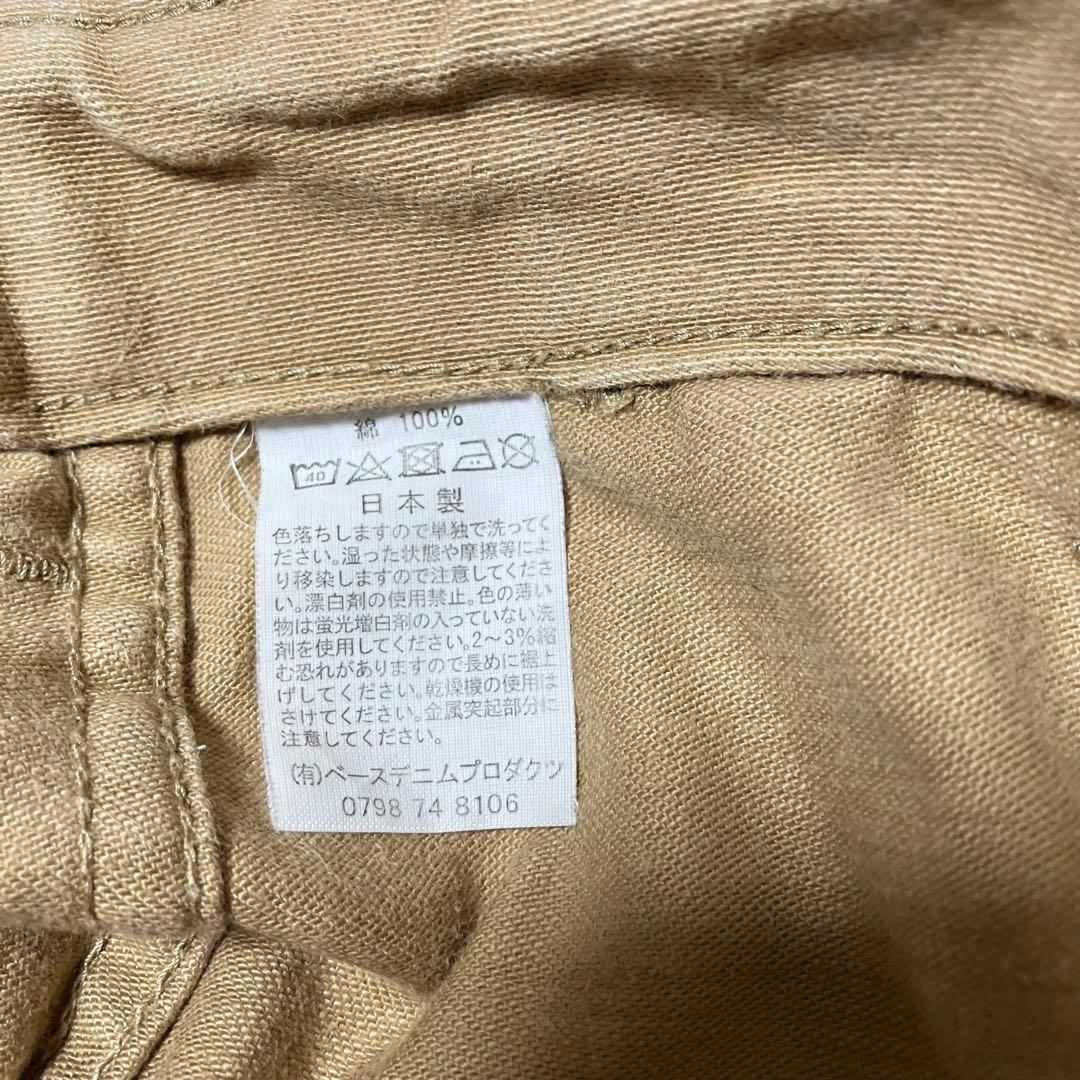 綿 100%
40
日本製
色落ちしますので単独で洗ってく
ださい。湿った状態や摩擦等によ
り移染しますので注意してくださ
い。漂白剤の使用禁止。色の薄い
物は蛍光増白剤の入っていない洗
剤を使用してください。2～3%縮
む恐れがありますので長めに裾上
げしてください。乾燥機の使用は
さけてください。金属突起部分に
注意してください。
(有)ベースデニムプロダクツ
0798 74 8106